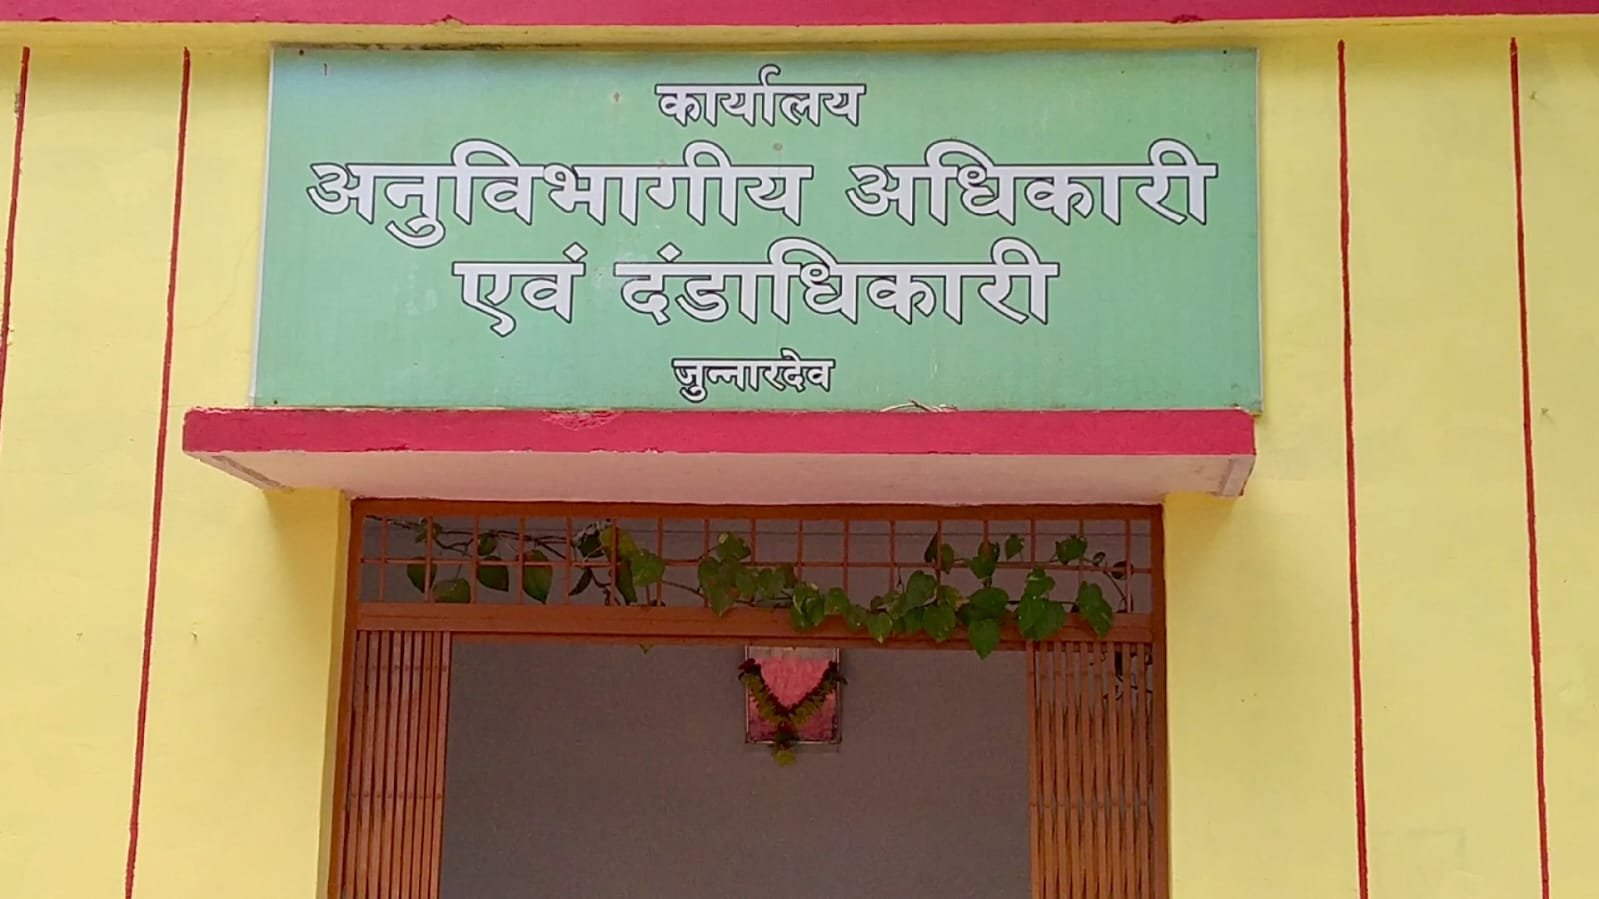 कार्यालय
अनुविभागीय अधिकारी
एवं दंडाधिकारी
जुन्नारदेव